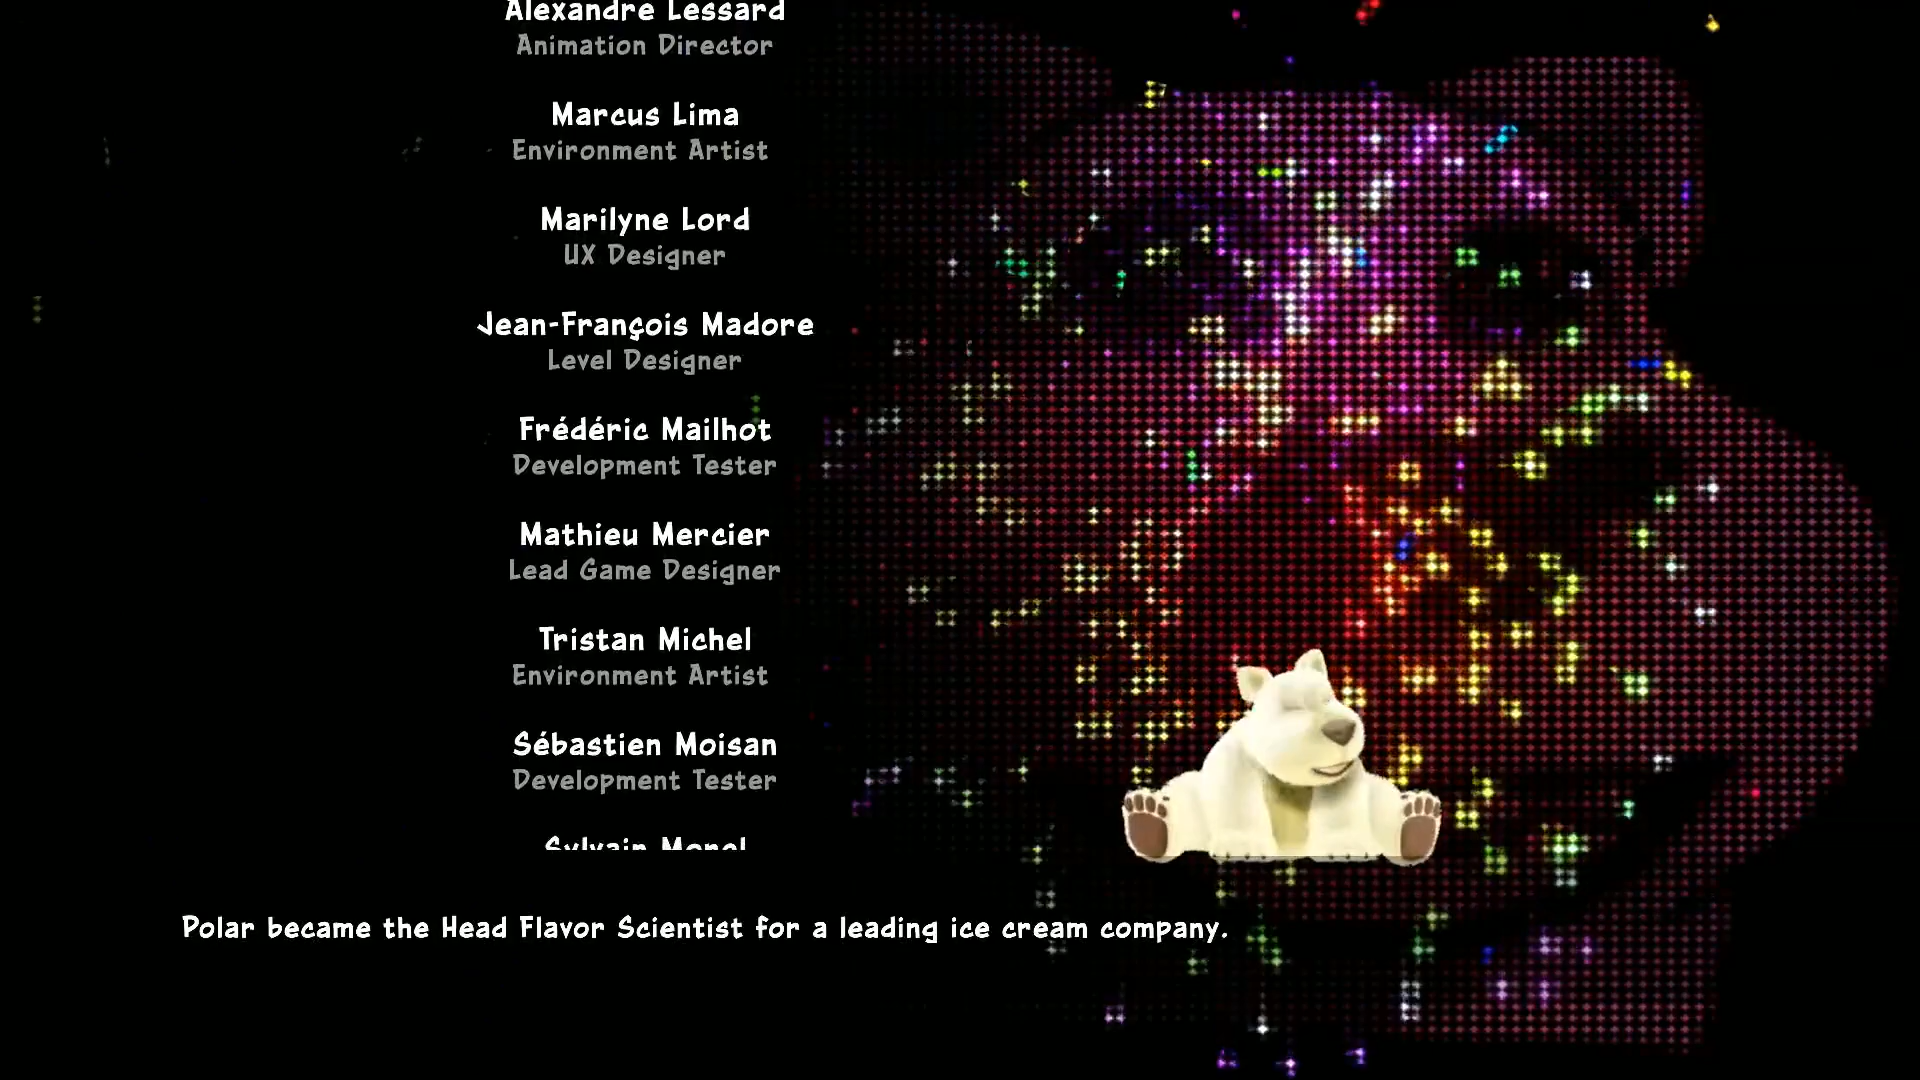 Alexandre Lessard
Animation Director
Marcus Lima
Environment Artist
Marilyne Lord
UX Designer
Jean-François Madore
Level Designer
Frédéric Mailhot
Development Tester
Mathieu Mercier
Lead Game Designer
Tristan Michel
Environment Artist
Sébastien Moisan
Development Tester
Sylvain Morel
Polar became the Head Flavor Scientist for a leading ice cream company.